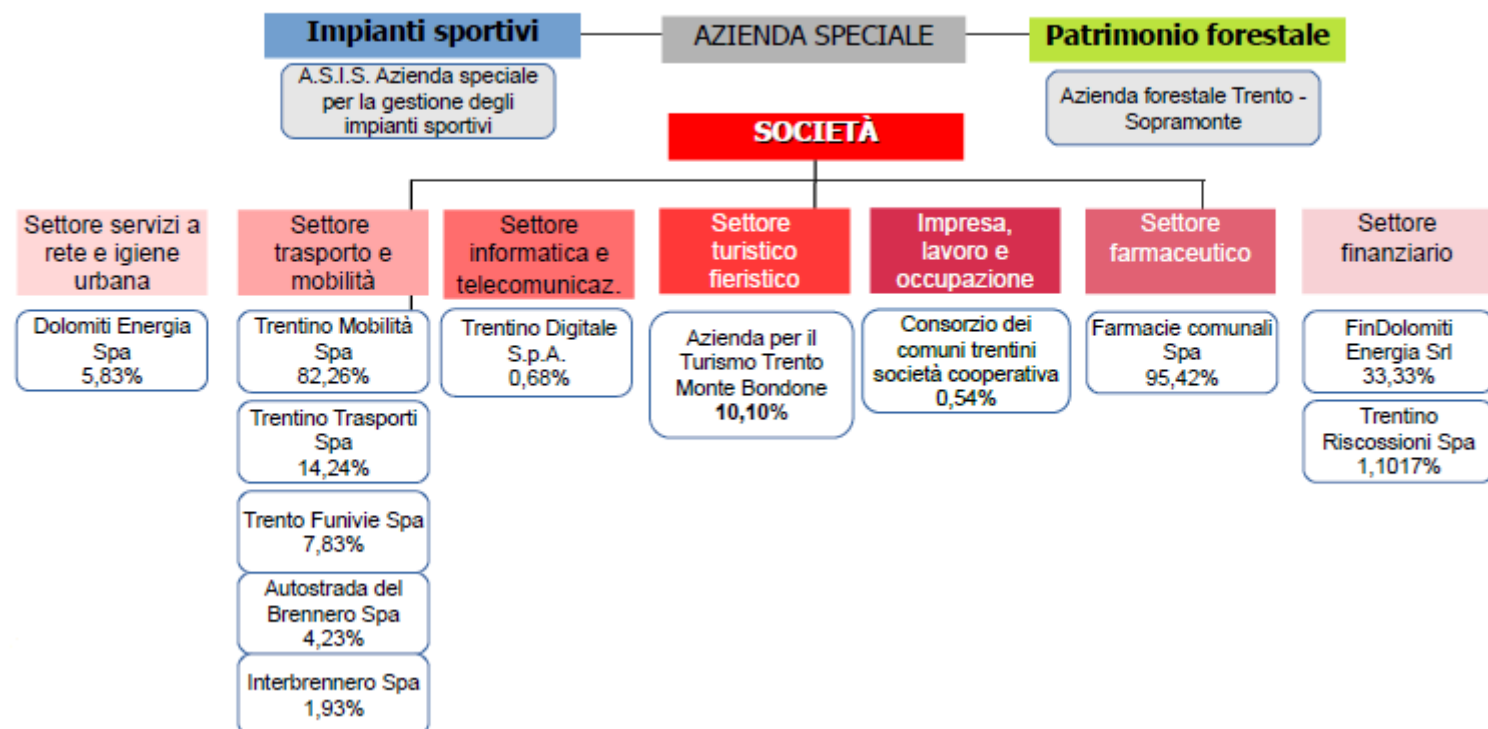 Impianti sportivi
AZIENDA SPECIALE
Patrimonio forestale
A.S.I.S. Azienda speciale
per la gestione degli
impianti sportivi
Azienda forestale Trento -
Sopramonte
SOCIETÀ
Settore servizi a
rete e igiene
urbana
Dolomiti Energia
Spa
5,83%
Settore
trasporto e
mobilità
Trentino Mobilità
Spa
82,26%
Trentino Trasporti
Spa
14,24%
Trento Funivie Spa
7,83%
Autostrada del
Brennero Spa
4,23%
Interbrennero Spa
1,93%
Settore
informatica e
telecomunicaz.
Trentino Digitale
S.p.A.
0,68%
Settore
turistico
fieristico
Azienda per il
Turismo Trento
Monte Bondone
10,10%
Impresa,
lavoro e
occupazione
Consorzio dei
comuni trentini
società cooperativa
0,54%
Settore
farmaceutico
Farmacie comunali
Spa
95,42%
Settore
finanziario
FinDolomiti
Energia Srl
33,33%
Trentino
Riscossioni Spa
1,1017%